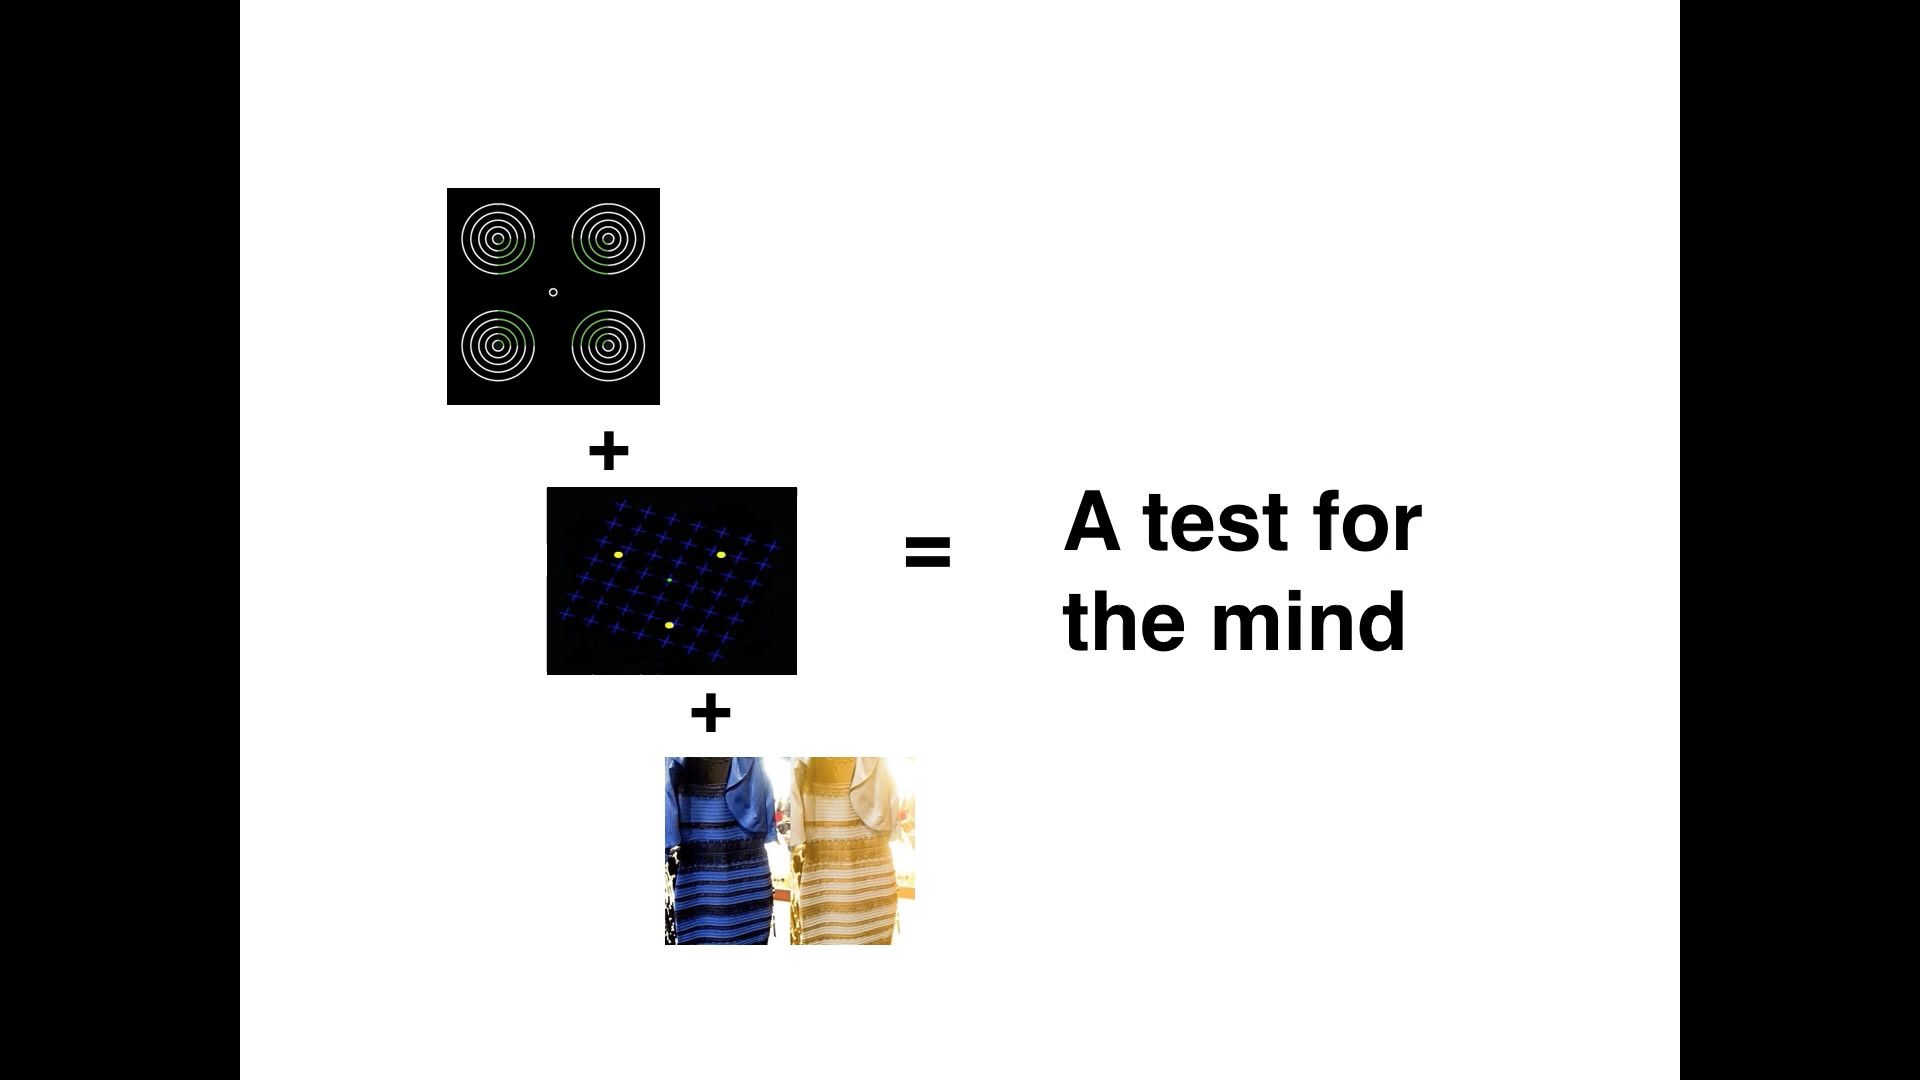 +
+
=
A test for
the mind